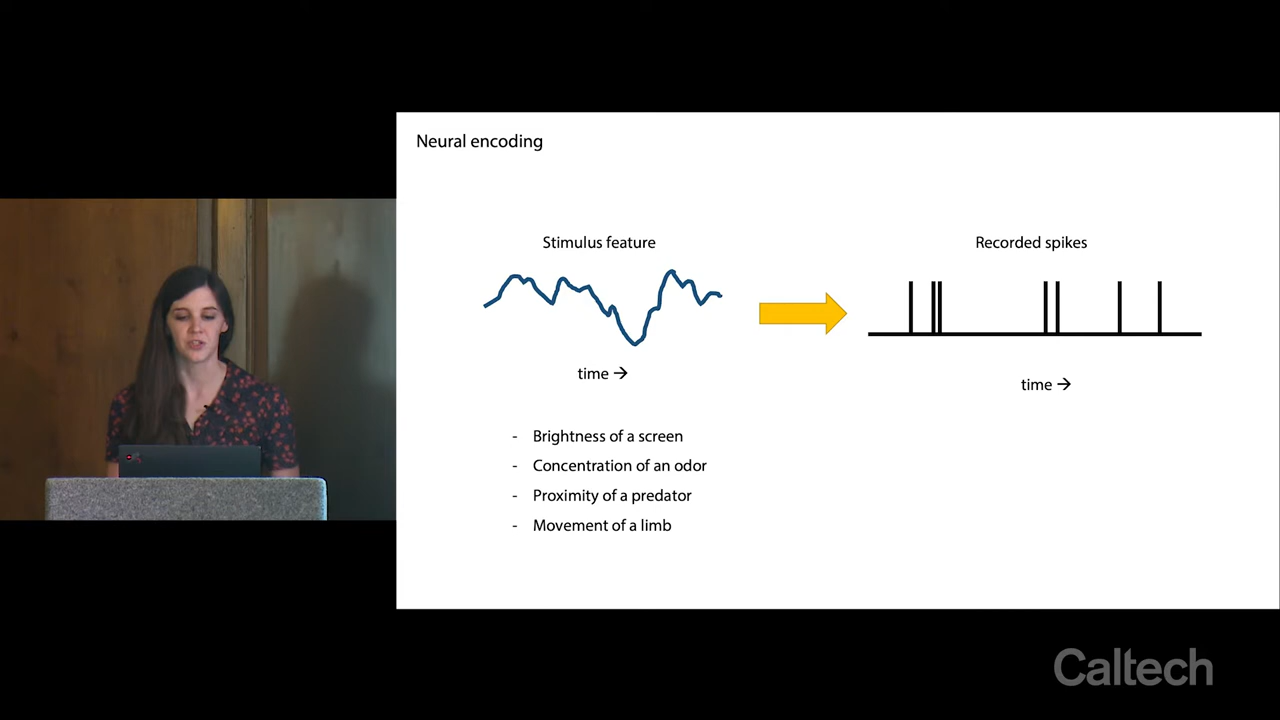 Neural encoding
Stimulus feature
Recorded spikes
time →
time →
- Brightness of a screen
- Concentration of an odor
- Proximity of a predator
- Movement of a limb
Caltech